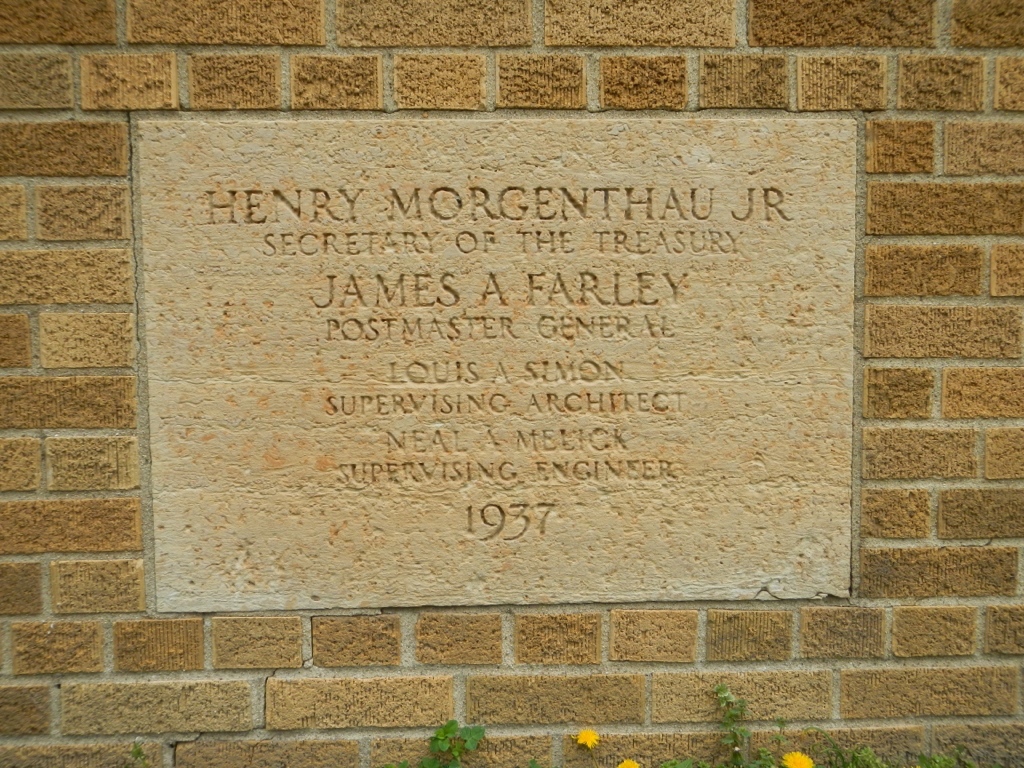 HENRY MORGENTHAU JR
SECRETARY OF THE TREASURY
JAMES A FARLEY
POSTMASTER GENERAL
LOUIS A SIMON
SUPERVISING ARCHITECT
NEAL A MELICK
SUPERVISING ENGINEER
1937